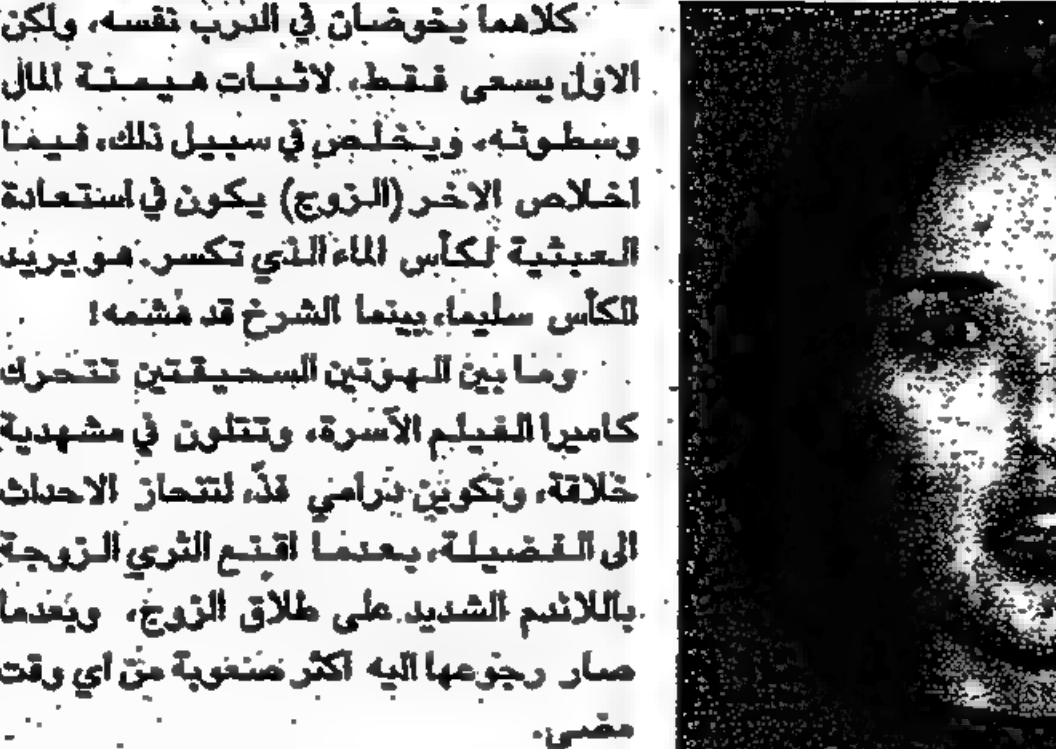 كلاهما يخوضان في الدرب نفسه، ولكن
الاول يسعى فقط، لاثبات هيمنة المال
وسطوته، ويخلص في سبيل ذلك، فيما
اخلاص الاخر (الزوج) يكون في استعادة
العبثية لكأس الماء الذي تكسر. هو يريد
الكأس سليما، بينما الشرخ قد هشمه!
وما بين الهوتين السحيقتين تتحرك
كاميرا الفيلم الآسرة، وتتلون في مشهدية
خلاقة، وتكوين درامي فذّ، لتنحاز الاحداث
الى الفضيلة، بعدما اقنع الثري الزوجة
الشديد على طلاق الزوج، وبعدما
صار رجوعها اليه اكثر صعوبة من اي وقت
مضى.